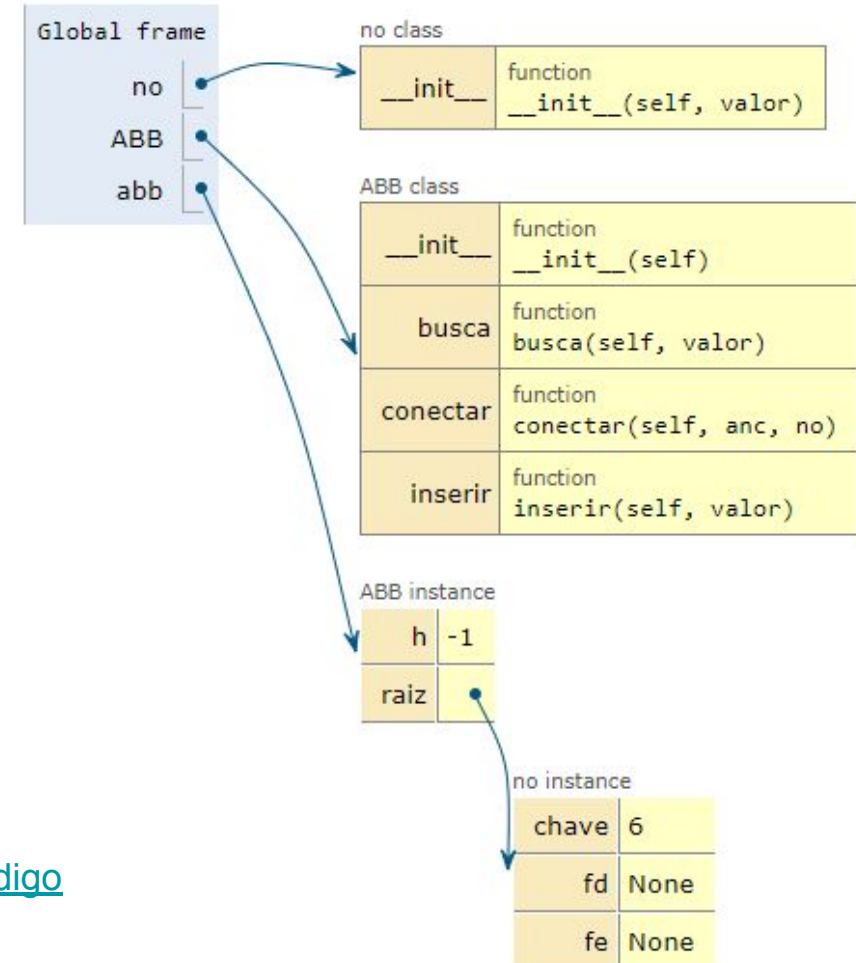 Global frame
no
ABB
abb
no class
__init__
function
__init__(self, valor)
ABB class
__init__
function
__init__(self)
busca
function
busca(self, valor)
conectar
function
conectar(self, anc, no)
inserir
function
inserir(self, valor)
ABB instance
h -1
raiz
no instance
chave 6
fd None
fe None
digo